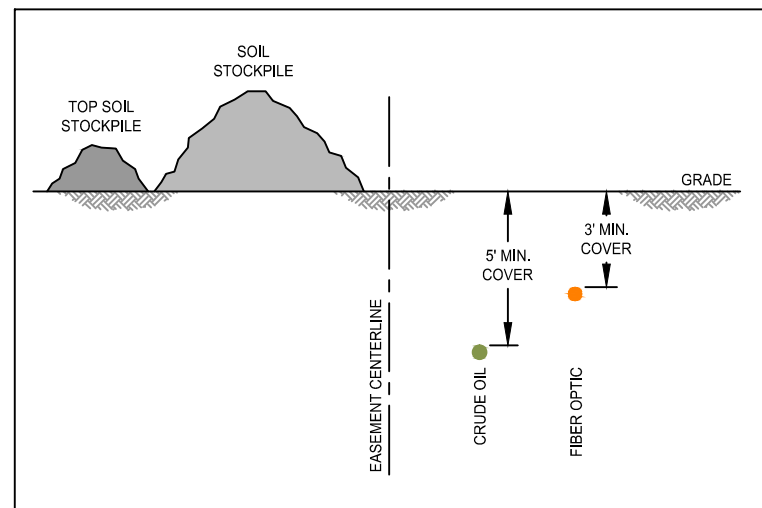 SOIL
STOCKPILE
TOP SOIL
STOCKPILE
GRADE
5' MIN.
COVER
3' MIN.
COVER
EASEMENT CENTERLINE
CRUDE OIL
FIBER OPTIC